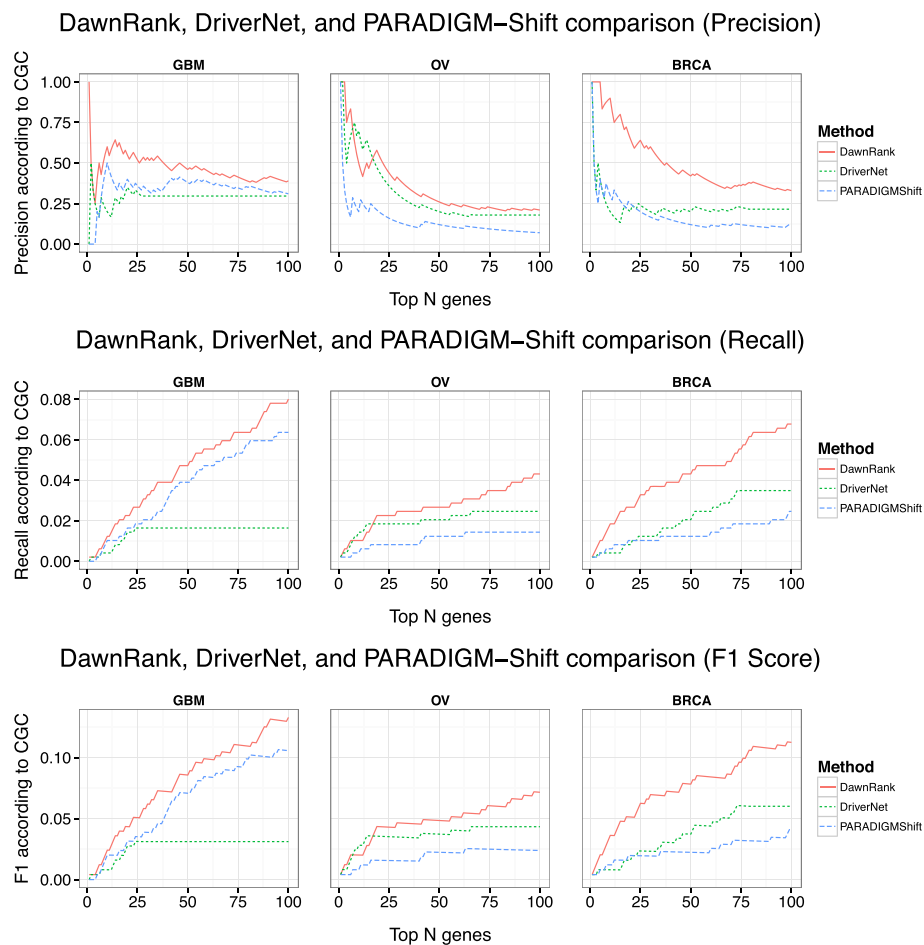 DawnRank, DriverNet, and PARADIGM−Shift comparison (Precision)
GBM OV BRCA
Precision according to CGC
1.00
0.75
0.50
0.25
0.00
0 25 50 75 100 0 25 50 75 100 0 25 50 75 100
Top N genes
Method
DawnRank
DriverNet
PARADIGMShift
DawnRank, DriverNet, and PARADIGM−Shift comparison (Recall)
GBM OV BRCA
Recall according to CGC
0.08
0.06
0.04
0.02
0.00
0 25 50 75 100 0 25 50 75 100 0 25 50 75 100
Top N genes
Method
DawnRank
DriverNet
PARADIGMShift
DawnRank, DriverNet, and PARADIGM−Shift comparison (F1 Score)
GBM OV BRCA
F1 according to CGC
0.10
0.05
0.00
0 25 50 75 100 0 25 50 75 100 0 25 50 75 100
Top N genes
Method
DawnRank
DriverNet
PARADIGMShift